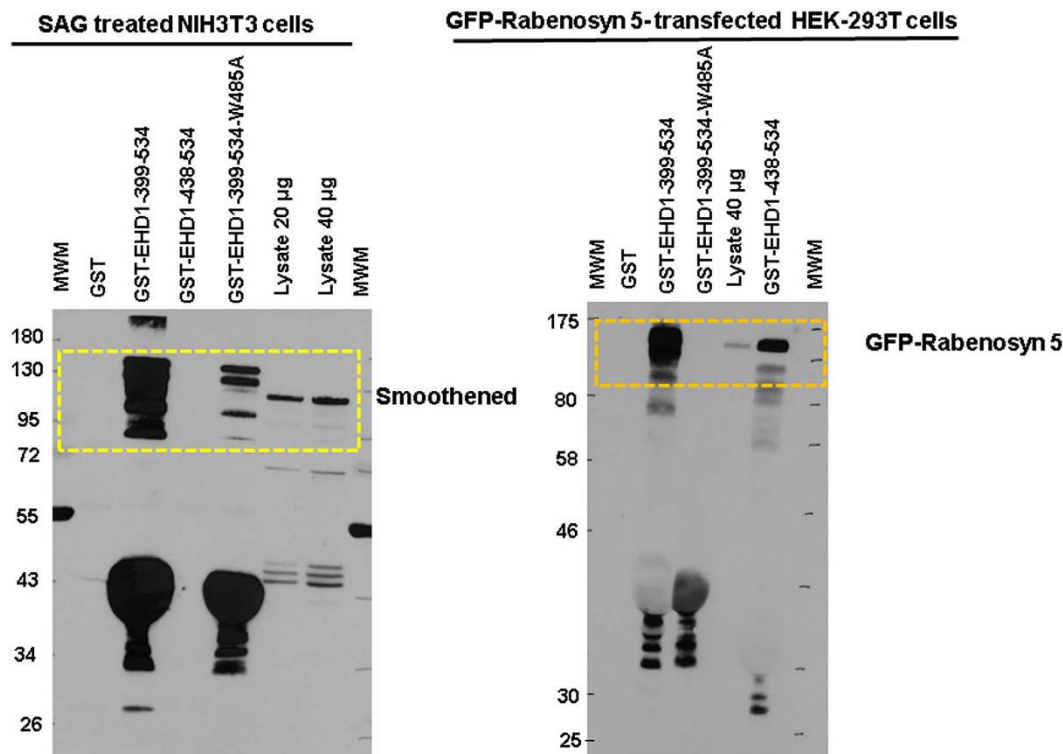 SAG treated NIH3T3 cells
GFP-Rabenosyn 5-transfected HEK-293T cells
MWM
GST
GST-EHD1-399-534
GST-EHD1-438-534
GST-EHD1-399-534-W485A
Lysate 20 µg
Lysate 40 µg
MWM
180
130
95
72
55
43
34
26
Smoothened
MWM
GST
GST-EHD1-399-534
GST-EHD1-399-534-W485A
Lysate 40 µg
GST-EHD1-438-534
MWM
175
80
58
46
30
25
GFP-Rabenosyn 5